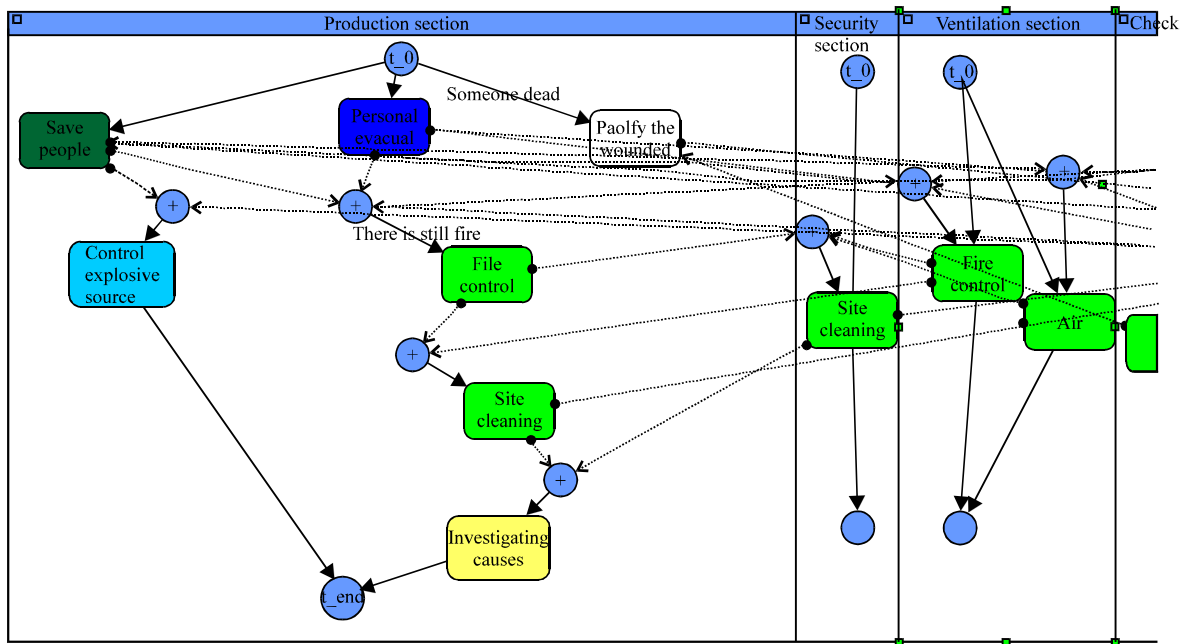 Production section
Security
section
Ventilation section
Check
t_0
t_0
t_0
Someone dead
Save
people
Personal
evacual
Paolfy the
wounded
+
+
+
+
+
There is still fire
Control
explosive
source
File
control
Fire
control
Site
cleaning
Air
+
Site
cleaning
+
Investigating
causes
t_end